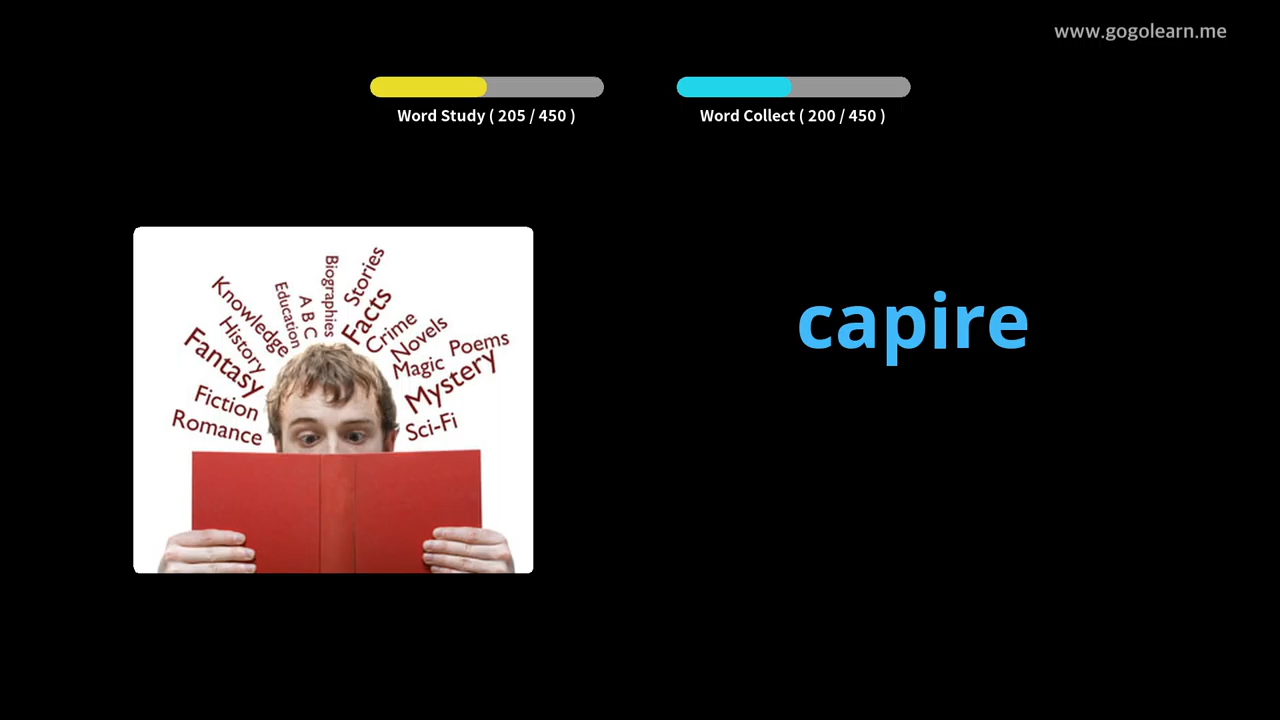 www.gogolearn.me
Word Study ( 205 / 450 )
Word Collect ( 200 / 450 )
capire
Knowledge
Education
A B C
Biographies
Stories
Facts
History
Crime
Novels
Poems
Fantasy
Magic
Mystery
Fiction
Romance
Sci-Fi